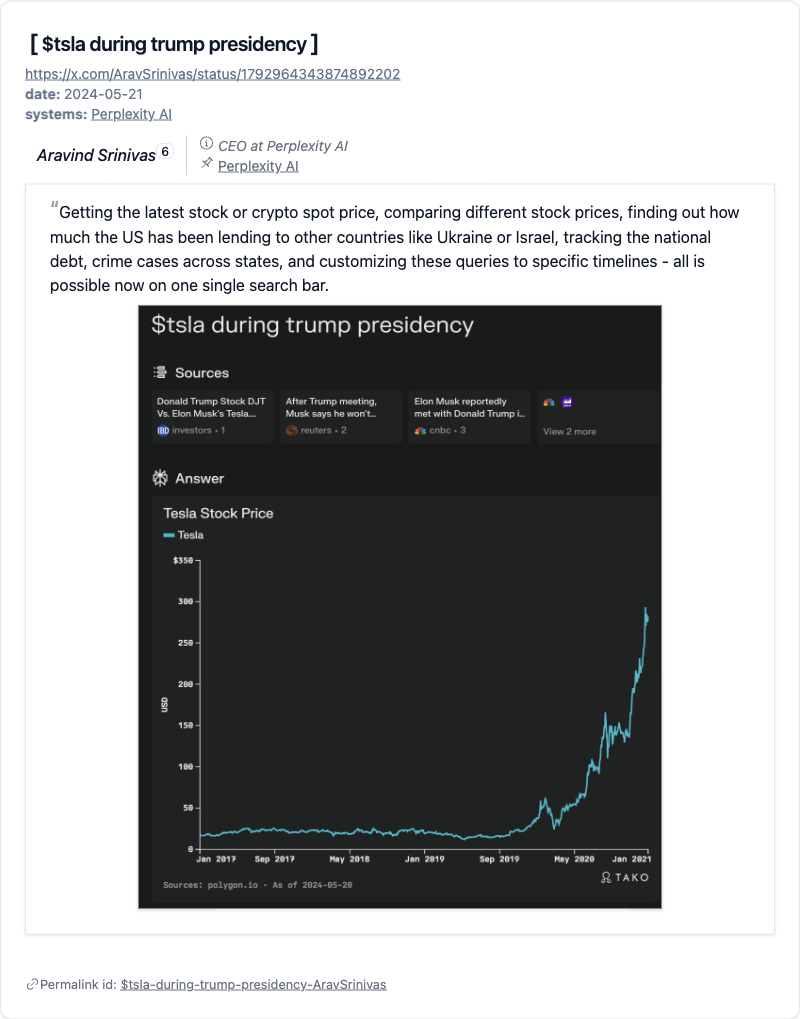 [ $tsla during trump presidency ]
https://x.com/AravSrinivas/status/1792964343874892202
date: 2024-05-21
systems: Perplexity AI
Aravind Srinivas 6
CEO at Perplexity AI
Perplexity AI
“Getting the latest stock or crypto spot price, comparing different stock prices, finding out how
much the US has been lending to other countries like Ukraine or Israel, tracking the national
debt, crime cases across states, and customizing these queries to specific timelines - all is
possible now on one single search bar.
$tsla during trump presidency
Sources
Donald Trump Stock DJT
Vs. Elon Musk's Tesla...
IBD investors · 1
After Trump meeting,
Musk says he won't...
reuters · 2
Elon Musk reportedly
met with Donald Trump i...
cnbc · 3
View 2 more
Answer
Tesla Stock Price
Tesla
$350
300
250
200
150
100
50
0
USD
Jan 2017 Sep 2017 May 2018 Jan 2019 Sep 2019 May 2020 Jan 2021
TAKO
Sources: polygon.io · As of 2024-05-20
Permalink id: $tsla-during-trump-presidency-AravSrinivas